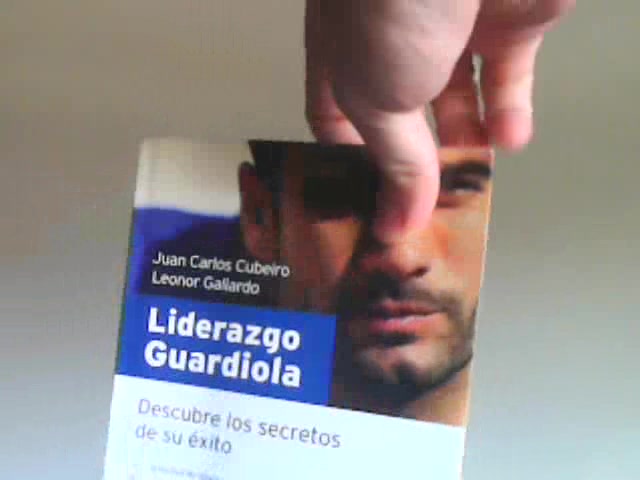 Juan Carlos Cubeiro
Leonor Gallardo
Liderazgo
Guardiola
Descubre los secretos
de su éxito